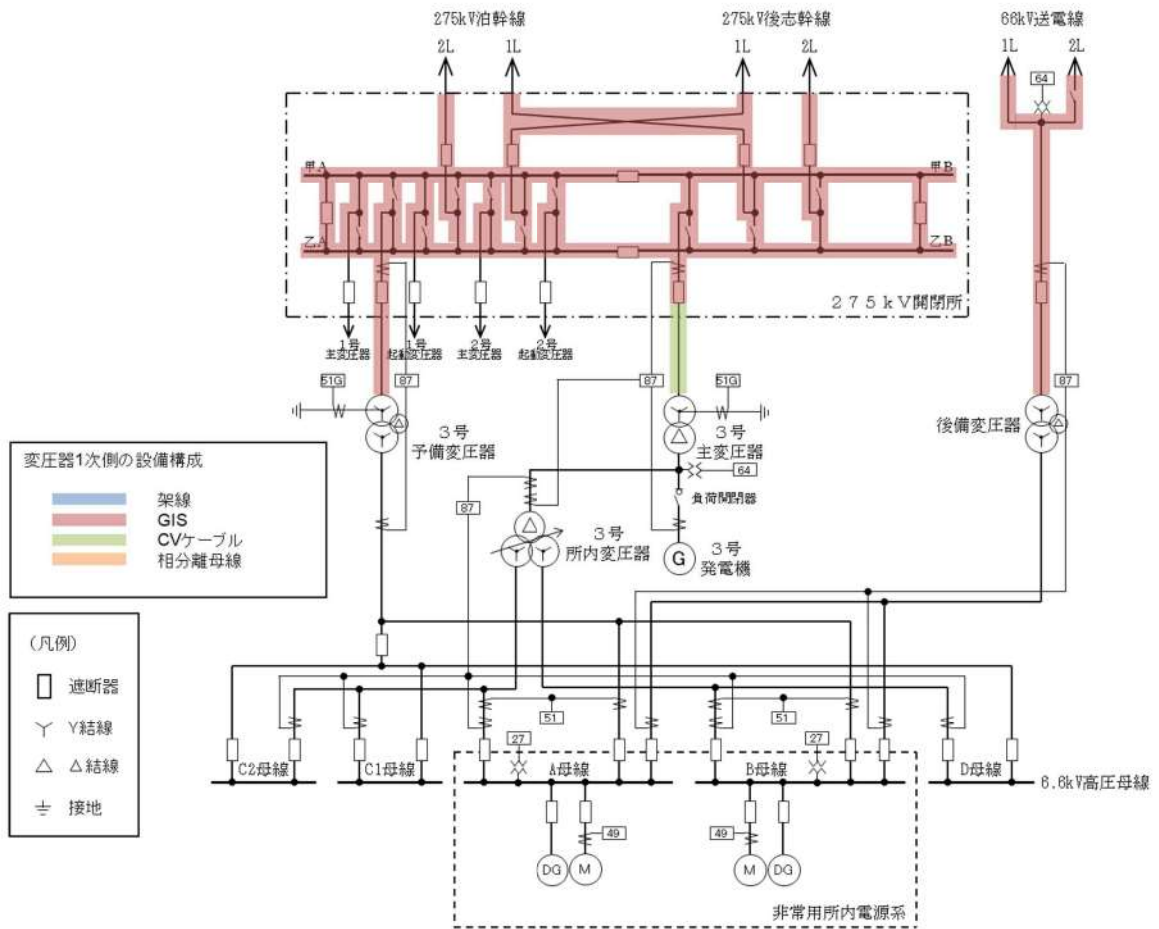 275kV泊幹線
275kV後志幹線
66kV送電線
2L
1L
1L
2L
1L
2L
64
甲A
甲B
乙A
乙B
275kV開閉所
1号
主変圧器
1号
起動変圧器
2号
主変圧器
2号
起動変圧器
51G
87
87
51G
87
3号
予備変圧器
3号
主変圧器
後備変圧器
64
負荷開閉器
87
3号
所内変圧器
G
3号
発電機
変圧器1次側の設備構成
架線
GIS
CVケーブル
相分離母線
(凡例)
遮断器
Y結線
△結線
接地
51
51
27
27
C2母線
C1母線
A母線
B母線
D母線
6.6kV高圧母線
49
49
DG
M
M
DG
非常用所内電源系